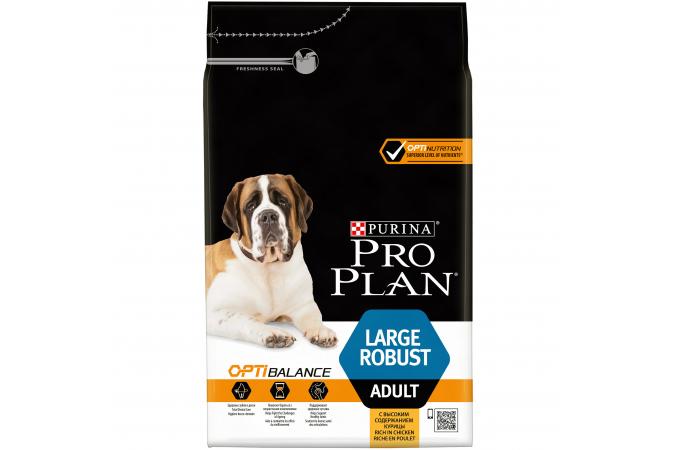 FRESHNESS SEAL
OPTINUTRITION
SUPERIOR LEVEL OF NUTRIENTS
PURINA
PRO
PLAN
LARGE
ROBUST
ADULT
OPTIBALANCE
С ВЫСОКИМ
СОДЕРЖАНИЕМ
КУРИЦЫ
RICH IN CHICKEN
RICHE EN POULET